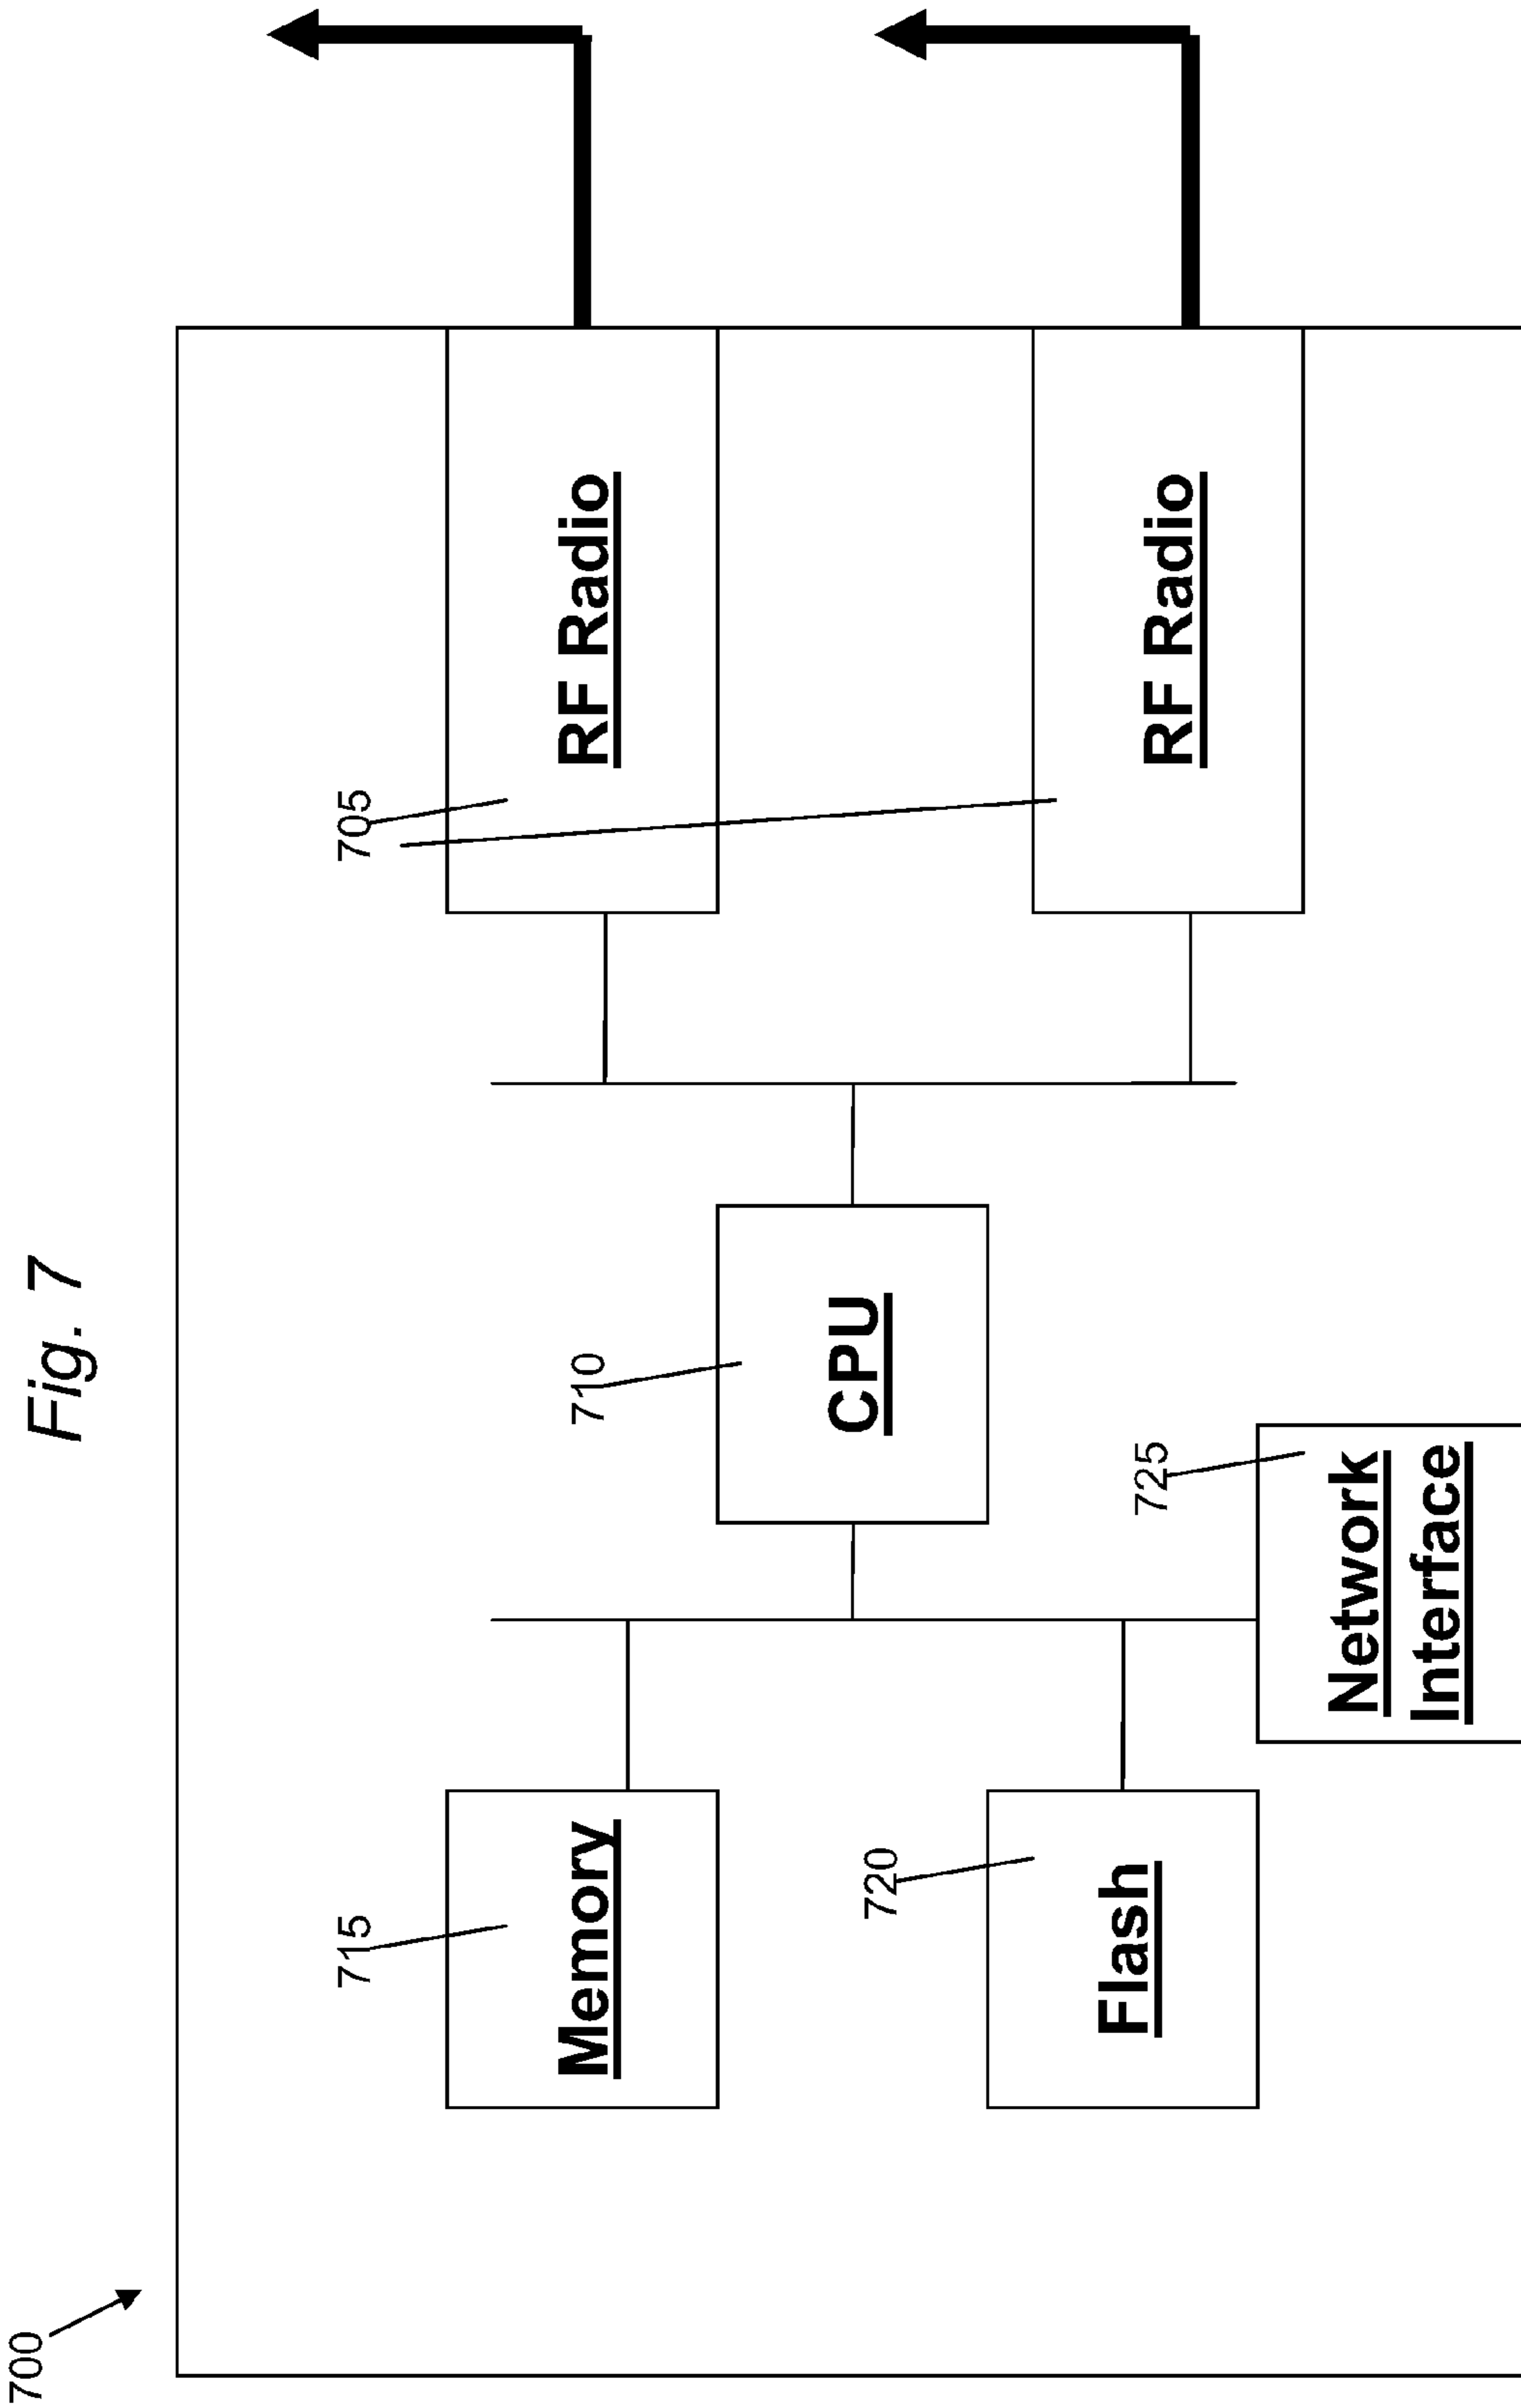 700
Fig. 7
715
705
Memory
710
RF Radio
720
CPU
Flash
725
RF Radio
Network
Interface